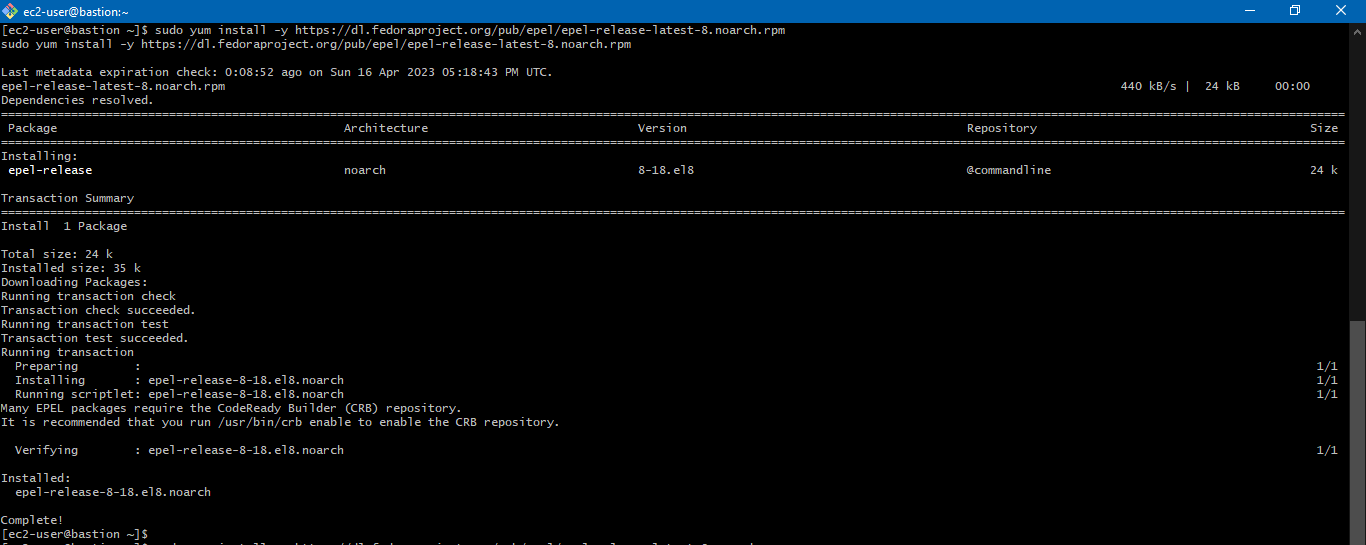 ec2-user@bastion:~
[ec2-user@bastion ~]$ sudo yum install -y https://dl.fedoraproject.org/pub/epel/epel-release-latest-8.noarch.rpm
sudo yum install -y https://dl.fedoraproject.org/pub/epel/epel-release-latest-8.noarch.rpm
Last metadata expiration check: 0:08:52 ago on Sun 16 Apr 2023 05:18:43 PM UTC.
epel-release-latest-8.noarch.rpm 440 kB/s | 24 kB 00:00
Dependencies resolved.
Package Architecture Version Repository Size
Installing:
epel-release noarch 8-18.el8 @commandline 24 k
Transaction Summary
Install 1 Package
Total size: 24 k
Installed size: 35 k
Downloading Packages:
Running transaction check
Transaction check succeeded.
Running transaction test
Transaction test succeeded.
Running transaction
Preparing : 1/1
Installing : epel-release-8-18.el8.noarch 1/1
Running scriptlet: epel-release-8-18.el8.noarch 1/1
Many EPEL packages require the CodeReady Builder (CRB) repository.
It is recommended that you run /usr/bin/crb enable to enable the CRB repository.
Verifying : epel-release-8-18.el8.noarch 1/1
Installed:
epel-release-8-18.el8.noarch
Complete!
[ec2-user@bastion ~]$